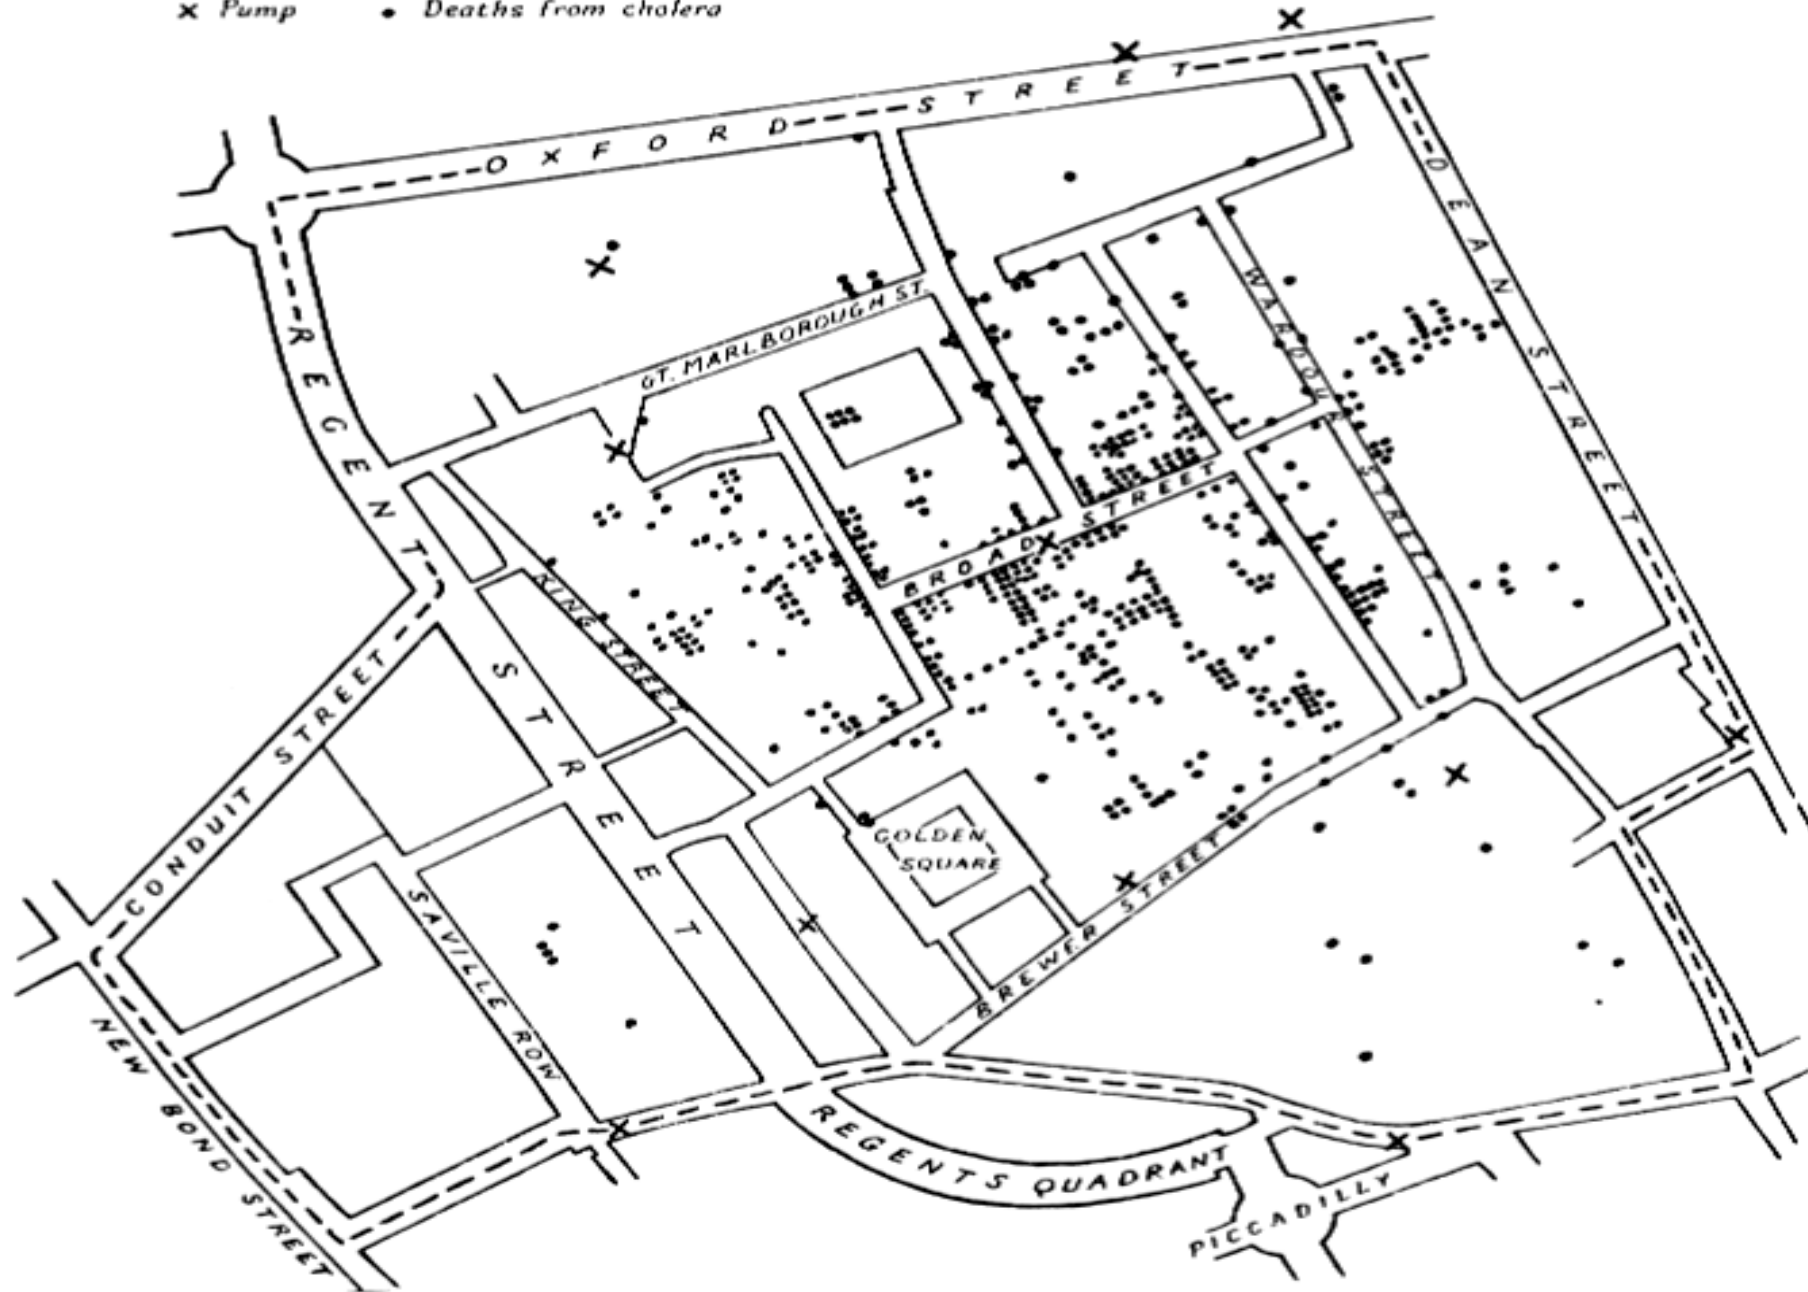 × Pump • Deaths from cholera
OXFORD STREET
DEAN STREET
WARDOUR STREET
GT. MARLBOROUGH ST.
REGENT STREET
BROAD STREET
KING STREET
CONDUIT STREET
GOLDEN
SQUARE
SAVILLE ROW
BREWER STREET
NEW BOND STREET
REGENTS QUADRANT
PICCADILLY